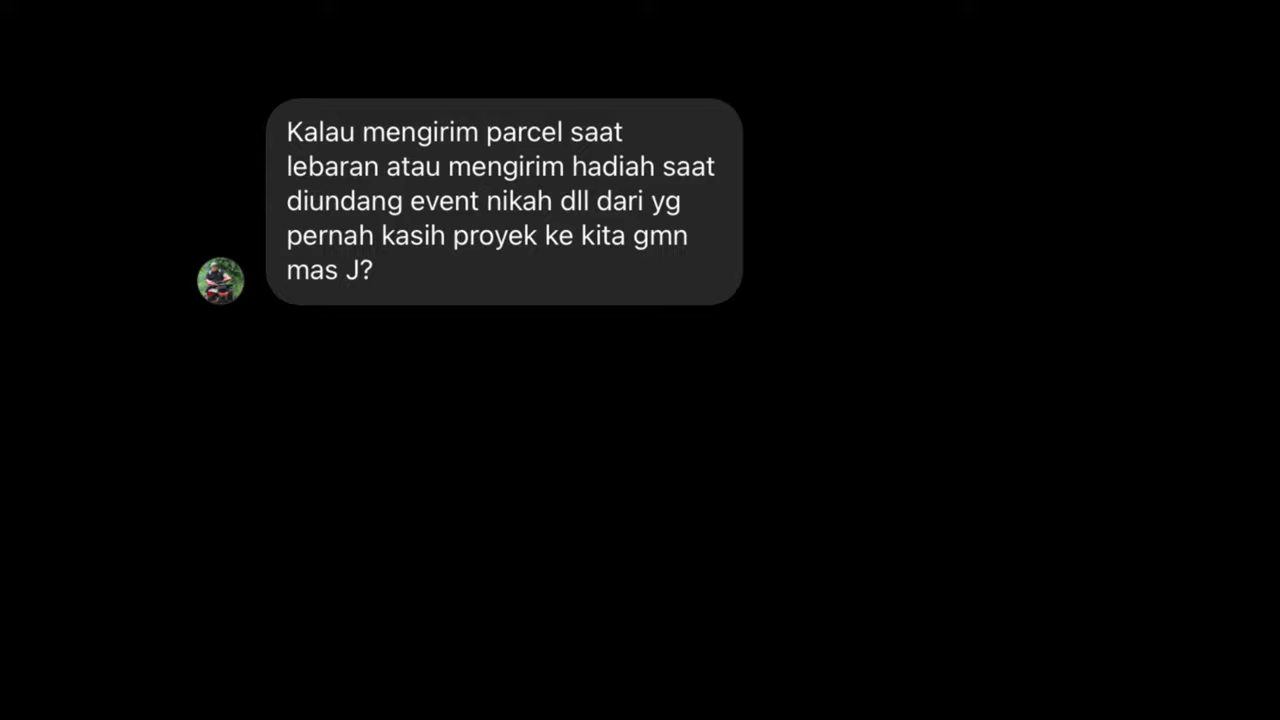 Kalau mengirim parcel saat
lebaran atau mengirim hadiah saat
diundang event nikah dll dari yg
pernah kasih proyek ke kita gmn
mas J?